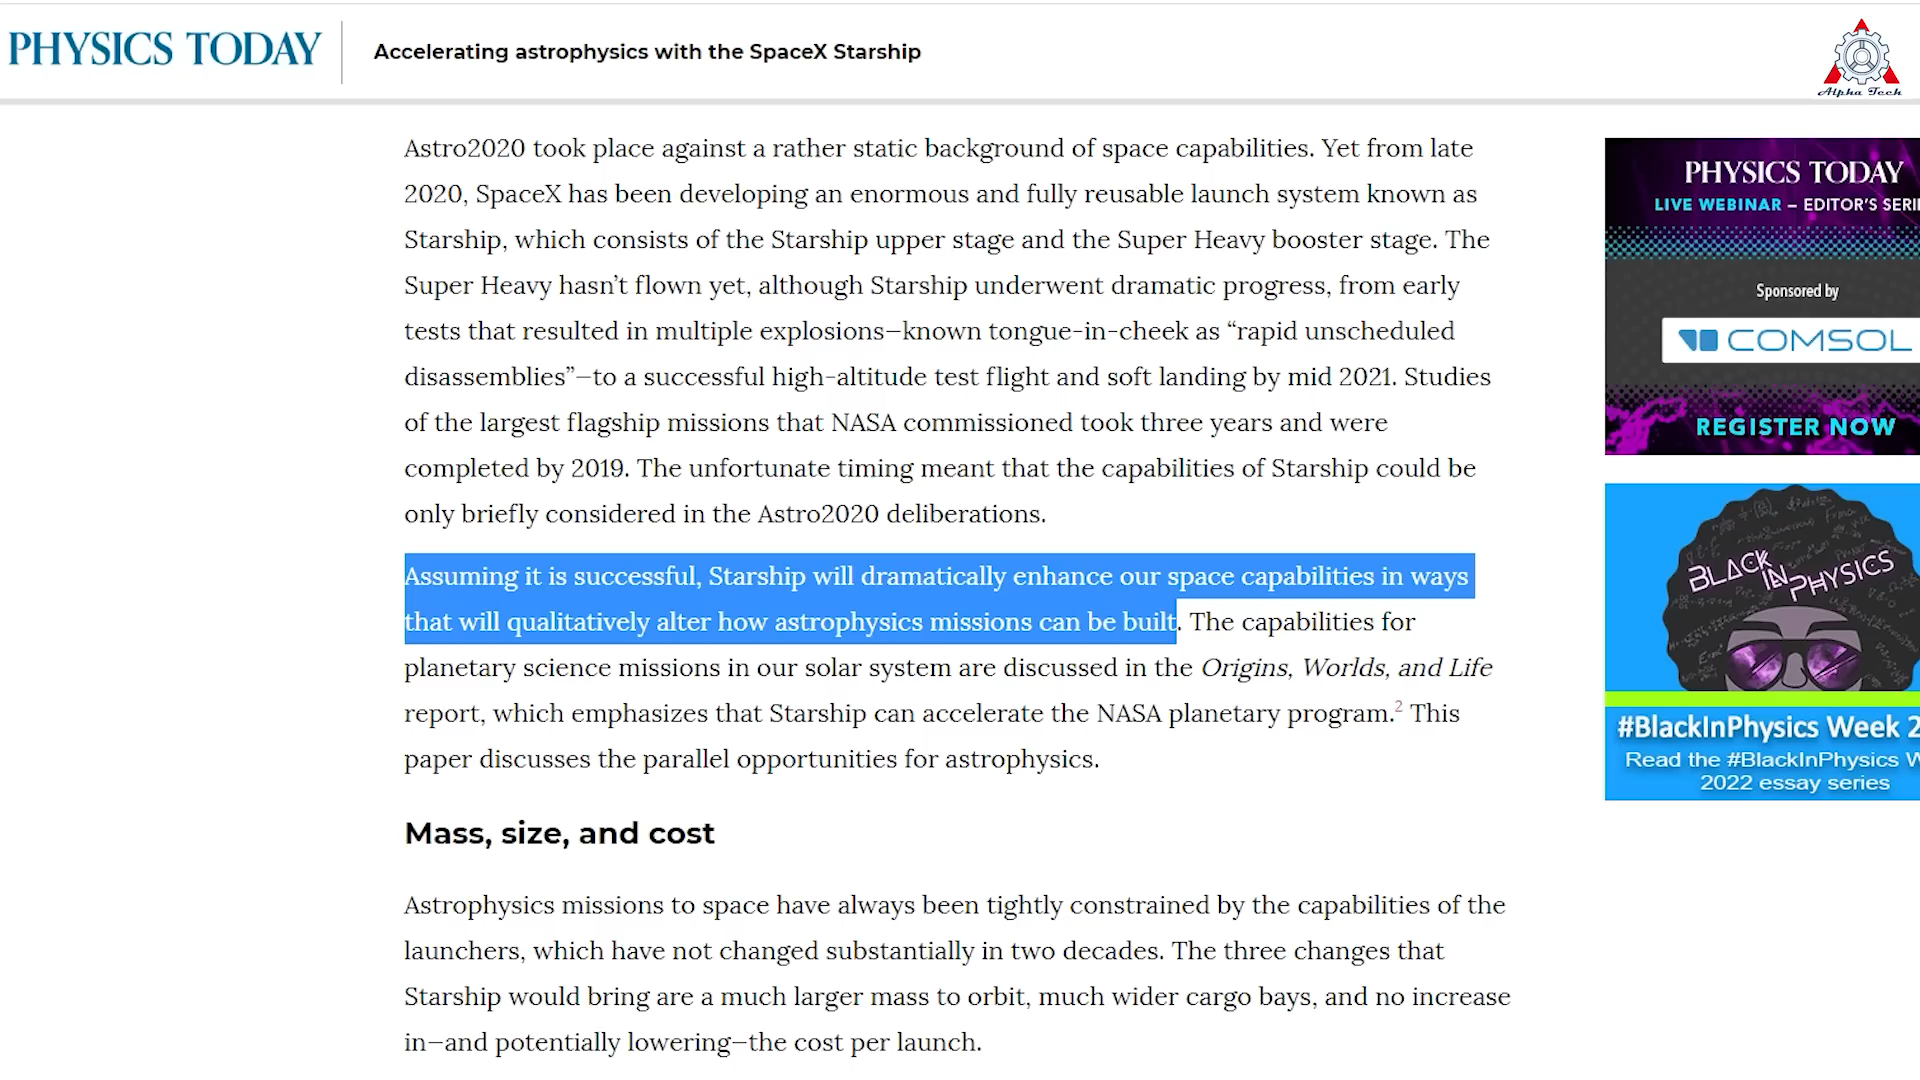 PHYSICS TODAY
Accelerating astrophysics with the SpaceX Starship
Alpha Tech
Astro2020 took place against a rather static background of space capabilities. Yet from late
2020, SpaceX has been developing an enormous and fully reusable launch system known as
Starship, which consists of the Starship upper stage and the Super Heavy booster stage. The
Super Heavy hasn’t flown yet, although Starship underwent dramatic progress, from early
tests that resulted in multiple explosions—known tongue-in-cheek as “rapid unscheduled
disassemblies”—to a successful high-altitude test flight and soft landing by mid 2021. Studies
of the largest flagship missions that NASA commissioned took three years and were
completed by 2019. The unfortunate timing meant that the capabilities of Starship could be
only briefly considered in the Astro2020 deliberations.
Assuming it is successful, Starship will dramatically enhance our space capabilities in ways
that will qualitatively alter how astrophysics missions can be built. The capabilities for
planetary science missions in our solar system are discussed in the Origins, Worlds, and Life
report, which emphasizes that Starship can accelerate the NASA planetary program.2 This
paper discusses the parallel opportunities for astrophysics.
Mass, size, and cost
Astrophysics missions to space have always been tightly constrained by the capabilities of the
launchers, which have not changed substantially in two decades. The three changes that
Starship would bring are a much larger mass to orbit, much wider cargo bays, and no increase
in—and potentially lowering—the cost per launch.
PHYSICS TODAY
LIVE WEBINAR – EDITOR'S SERI
Sponsored by
COMSOL
REGISTER NOW
BLACK
IN
PHYSICS
#BlackInPhysics Week 2
Read the #BlackInPhysics W
2022 essay series